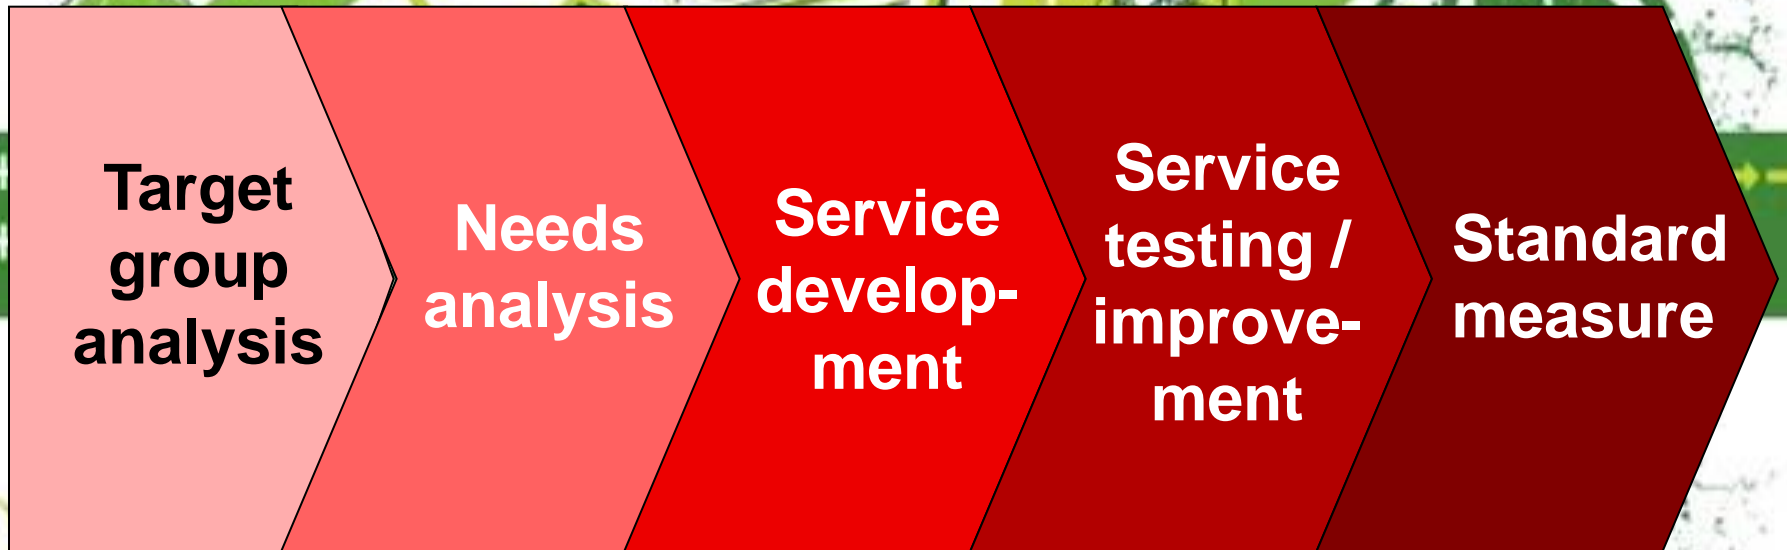 Target
group
analysis
Needs
analysis
Service
develop-
ment
Service
testing /
improve-
ment
Standard
measure